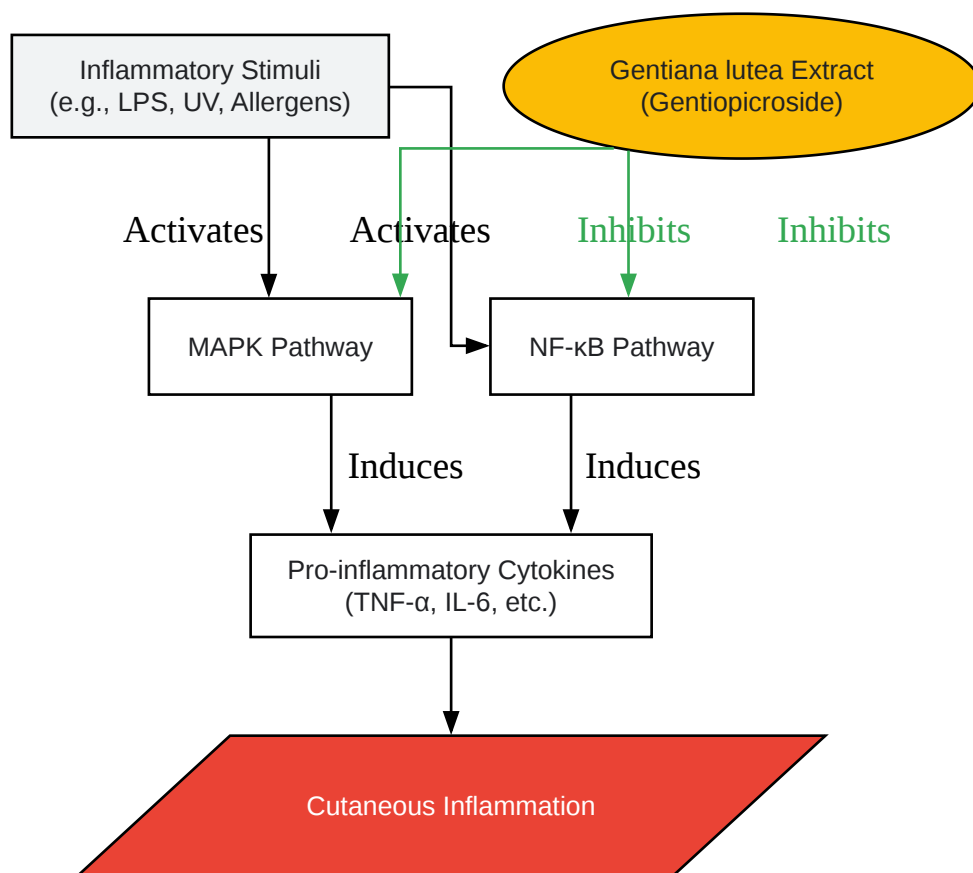 Inflammatory Stimuli
(e.g., LPS, UV, Allergens)
Gentiana lutea Extract
(Gentiopicroside)
Activates
Activates
Inhibits
Inhibits
MAPK Pathway
NF-κB Pathway
Induces
Induces
Pro-inflammatory Cytokines
(TNF-α, IL-6, etc.)
Cutaneous Inflammation